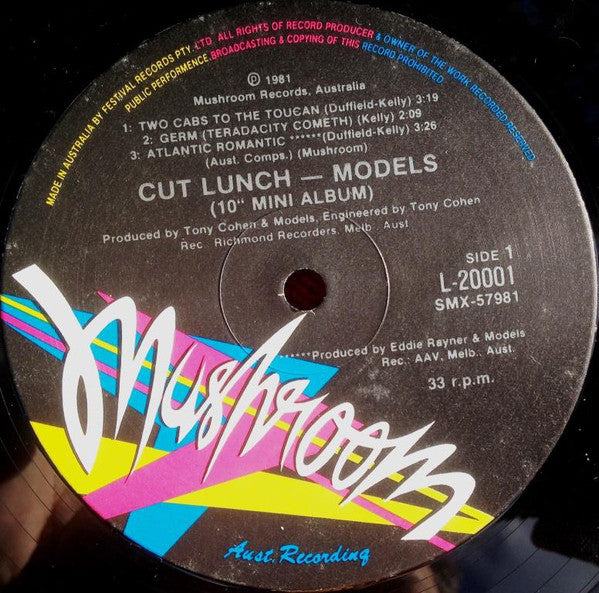 MADE IN AUSTRALIA BY FESTIVAL RECORDS PTY. LTD. ALL RIGHTS OF RECORD PRODUCER & OWNER OF THE WORK RECORDED RESERVED
PUBLIC PERFORMENCE, BROADCASTING & COPYING OF THIS RECORD PROHIBITED
Ⓟ 1981
Mushroom Records, Australia
1: TWO CABS TO THE TOUCAN (Duffield-Kelly) 3:19
2: GERM (TERADACITY COMETH) (Kelly) 2:09
3: ATLANTIC ROMANTIC ******(Duffield-Kelly) 3:26
(Aust. Comps.) (Mushroom)
CUT LUNCH — MODELS
(10" MINI ALBUM)
Produced by Tony Cohen & Models, Engineered by Tony Cohen
Rec. Richmond Recorders, Melb. Aust
SIDE 1
L-20001
SMX-57981
******Produced by Eddie Rayner & Models
Rec.: AAV, Melb., Aust.
33 r.p.m.
Mushroom
Aust. Recording